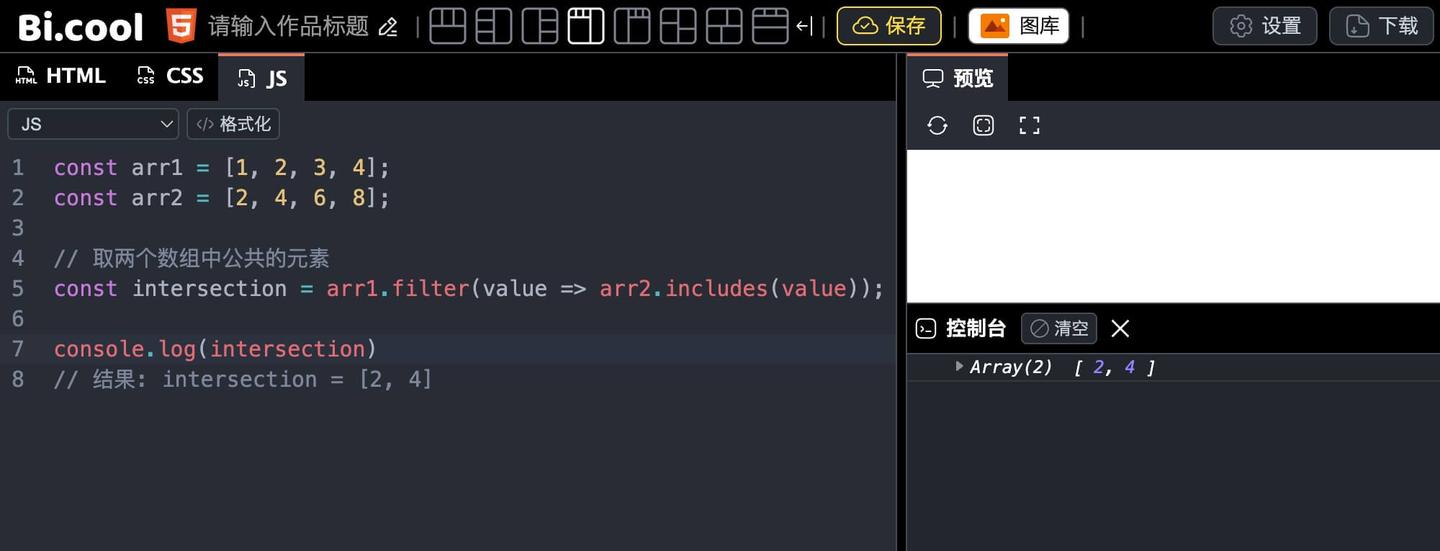 Bi.cool 5 请输入作品标题 保存 图库 设置 下载
HTML CSS JS 预览
JS 格式化
1 const arr1 = [1, 2, 3, 4];
2 const arr2 = [2, 4, 6, 8];
3
4 // 取两个数组中公共的元素
5 const intersection = arr1.filter(value => arr2.includes(value));
6
7 console.log(intersection)
8 // 结果: intersection = [2, 4]
控制台 清空
Array(2) [ 2, 4 ]